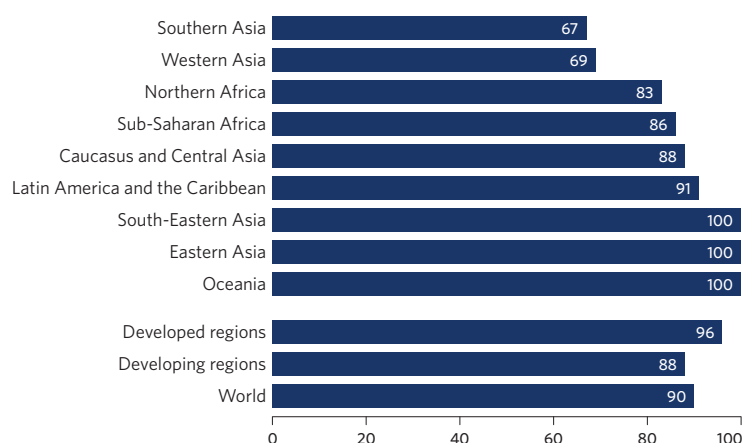 Southern Asia 67
Western Asia 69
Northern Africa 83
Sub-Saharan Africa 86
Caucasus and Central Asia 88
Latin America and the Caribbean 91
South-Eastern Asia 100
Eastern Asia 100
Oceania 100
Developed regions 96
Developing regions 88
World 90
0 20 40 60 80 100